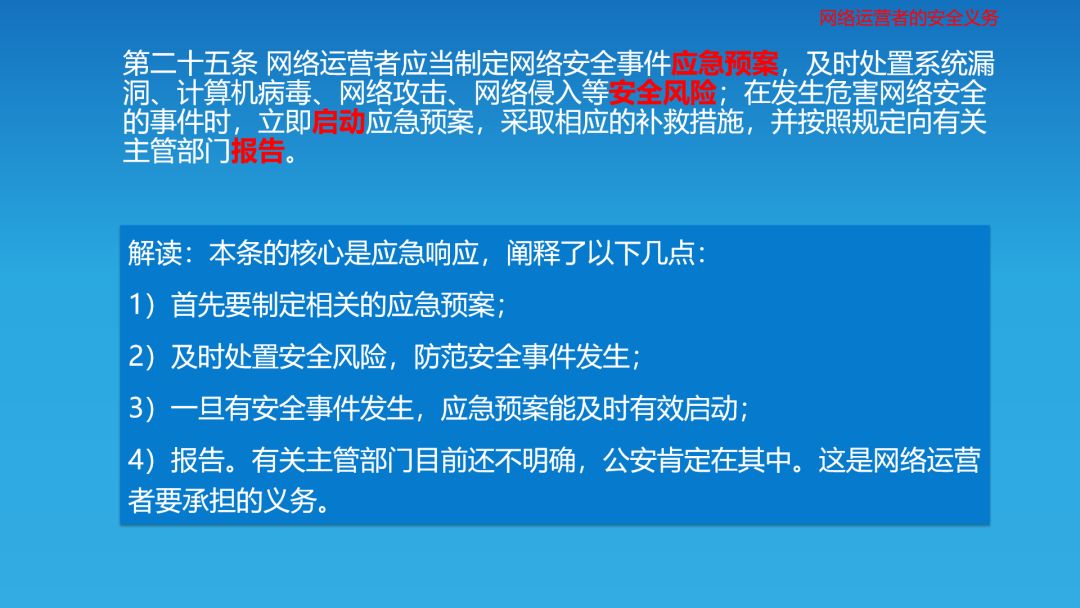 网络运营者的安全义务
第二十五条 网络运营者应当制定网络安全事件应急预案，及时处置系统漏
洞、计算机病毒、网络攻击、网络侵入等安全风险；在发生危害网络安全
的事件时，立即启动应急预案，采取相应的补救措施，并按照规定向有关
主管部门报告。
解读：本条的核心是应急响应，阐释了以下几点：
1）首先要制定相关的应急预案；
2）及时处置安全风险，防范安全事件发生；
3）一旦有安全事件发生，应急预案能及时有效启动；
4）报告。有关主管部门目前还不明确，公安肯定在其中。这是网络运营
者要承担的义务。